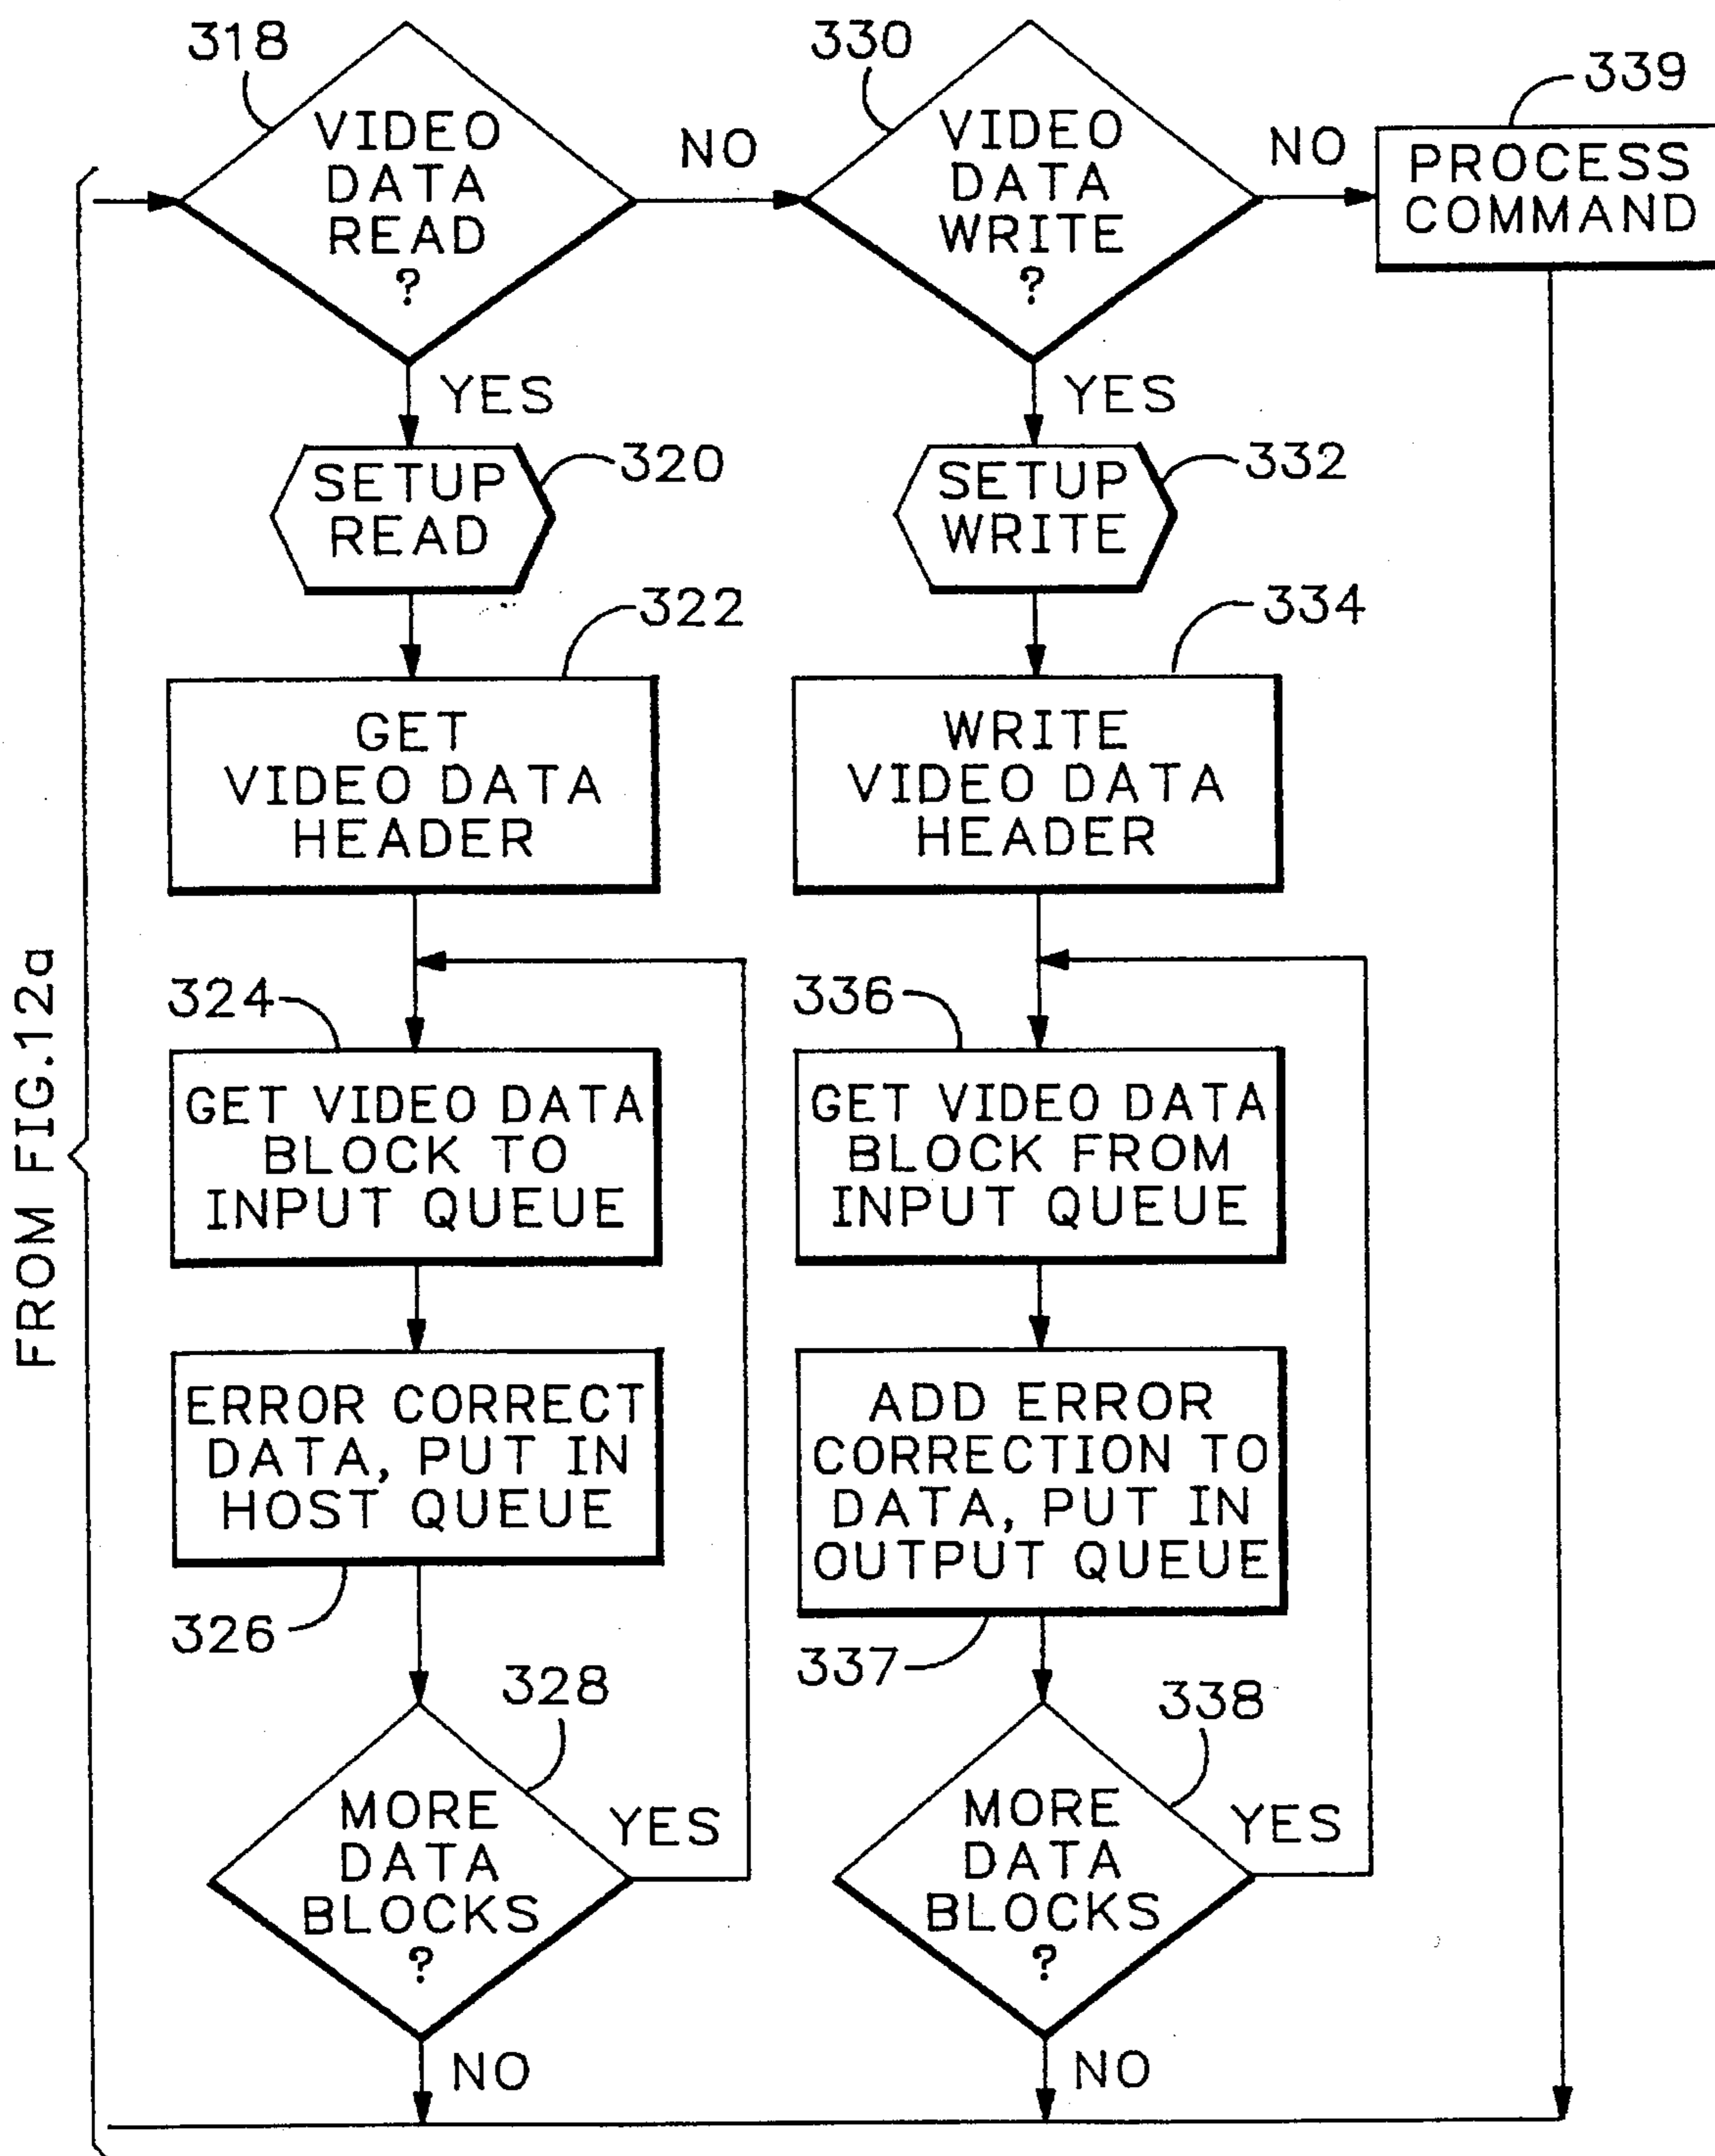 318
VIDEO
DATA
READ
?
NO
330
VIDEO
DATA
WRITE
?
NO
339
PROCESS
COMMAND
YES
SETUP
READ
320
YES
SETUP
WRITE
332
322
GET
VIDEO DATA
HEADER
334
WRITE
VIDEO DATA
HEADER
FROM FIG.12a
324
GET VIDEO DATA
BLOCK TO
INPUT QUEUE
336
GET VIDEO DATA
BLOCK FROM
INPUT QUEUE
ERROR CORRECT
DATA, PUT IN
HOST QUEUE
326
ADD ERROR
CORRECTION TO
DATA, PUT IN
OUTPUT QUEUE
337
328
MORE
DATA
BLOCKS
?
YES
338
MORE
DATA
BLOCKS
?
YES
NO
NO